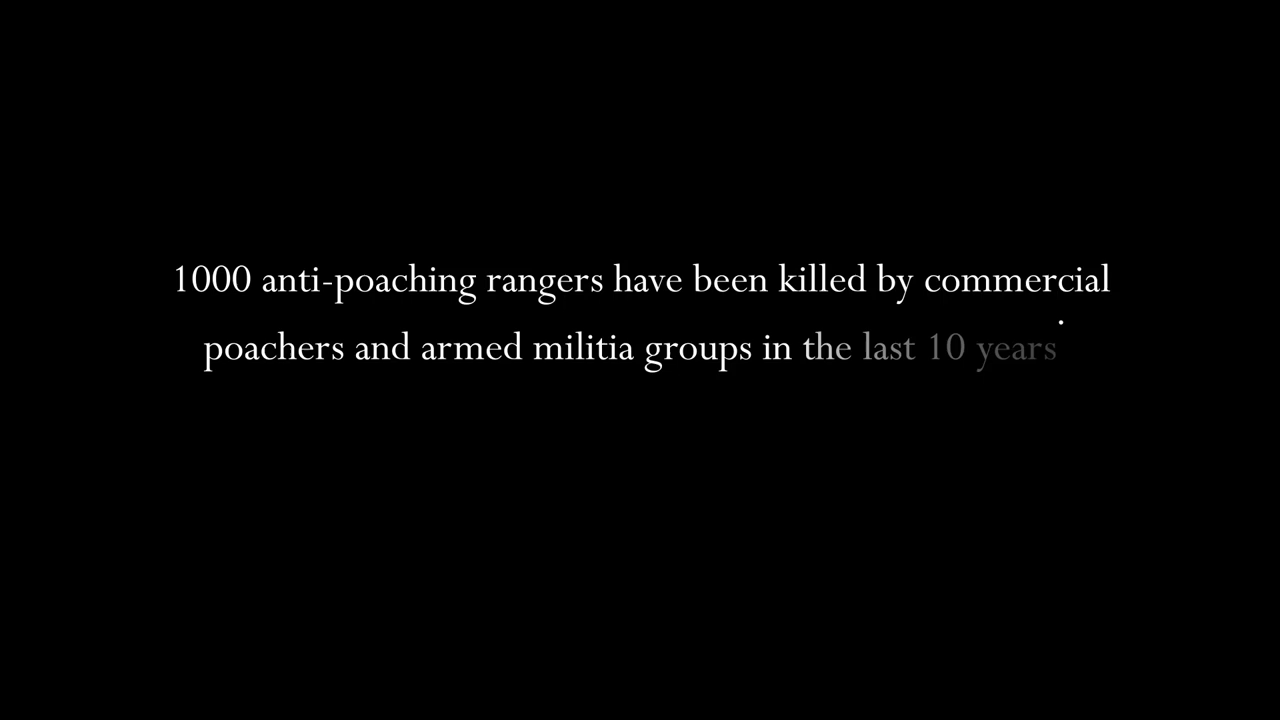 1000 anti-poaching rangers have been killed by commercial
poachers and armed militia groups in the last 10 years.